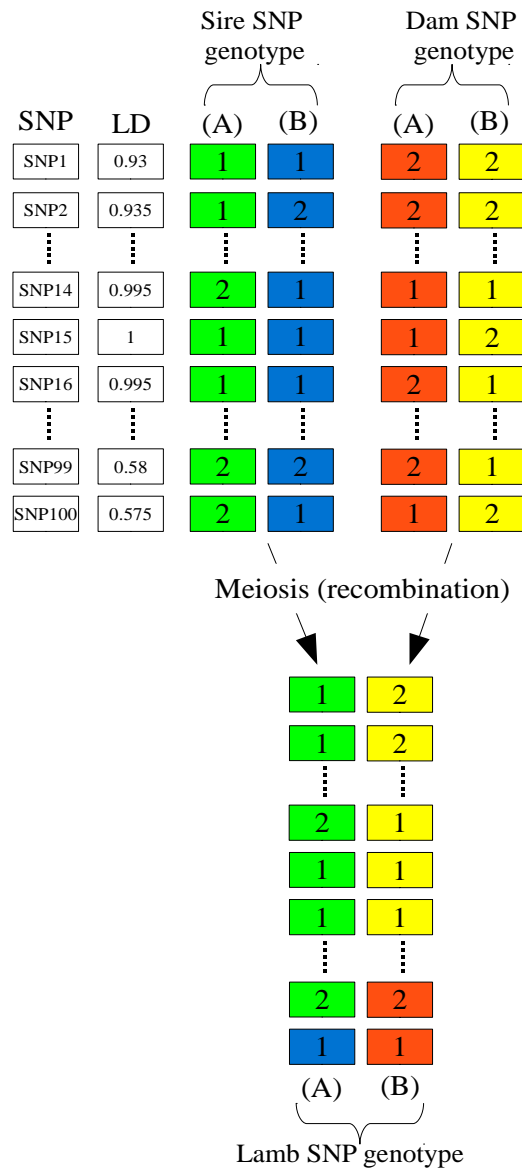 Sire SNP genotype
Dam SNP genotype
SNP LD (A) (B) (A) (B)
SNP1 0.93 1 1 2 2
SNP2 0.935 1 2 2 2
SNP14 0.995 2 1 1 1
SNP15 1 1 1 1 2
SNP16 0.995 1 1 2 1
SNP99 0.58 2 2 2 1
SNP100 0.575 2 1 1 2
Meiosis (recombination)
1 2
1 2
2 1
1 1
1 1
2 2
1 1
(A) (B)
Lamb SNP genotype